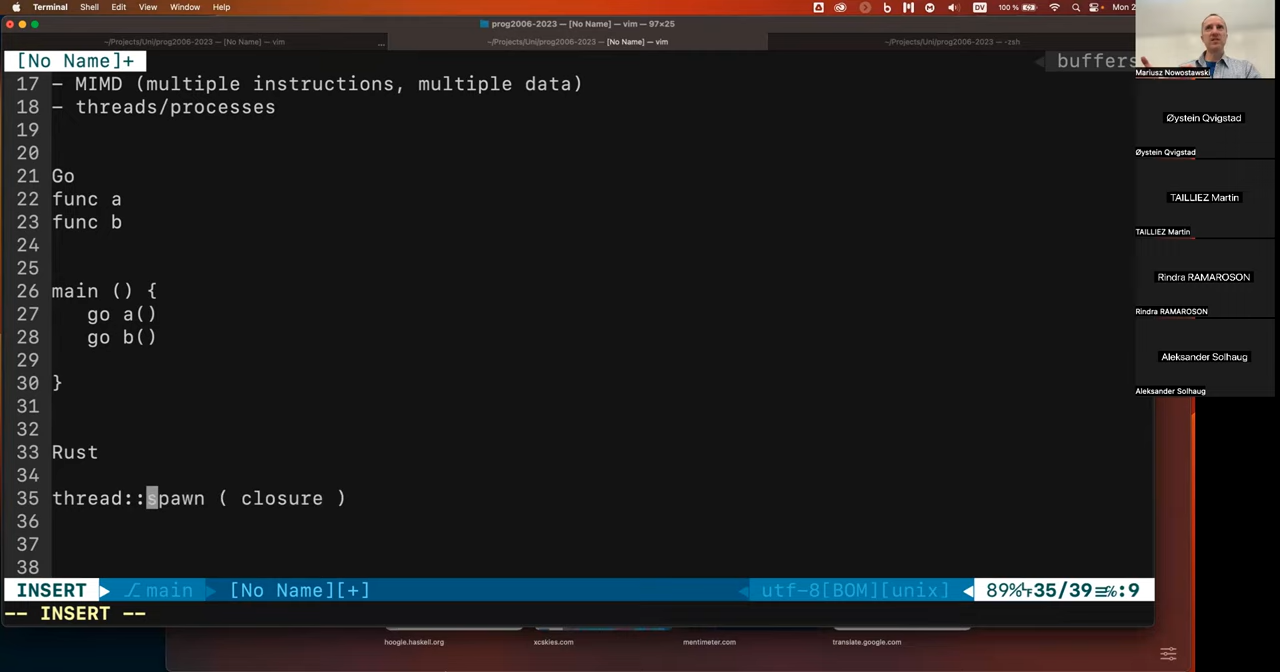 Terminal Shell Edit View Window Help
DV 100 % Mon 2
prog2006-2023 — [No Name] — vim — 97×25
~/Projects/Uni/prog2006-2023 — [No Name] — vim ... ~/Projects/Uni/prog2006-2023 — [No Name] — vim ~/Projects/Uni/prog2006-2023 — -zsh
[No Name]+ buffers
17 - MIMD (multiple instructions, multiple data)
18 - threads/processes
19
20
21 Go
22 func a
23 func b
24
25
26 main () {
27 go a()
28 go b()
29
30 }
31
32
33 Rust
34
35 thread::spawn ( closure )
36
37
38
INSERT main [No Name][+] utf-8[BOM][unix] 89% 35/39 :9
-- INSERT --
hoogle.haskell.org xcskies.com mentimeter.com translate.google.com
Mariusz Nowostawski
Øystein Qvigstad
Øystein Qvigstad
TAILLIEZ Martin
TAILLIEZ Martin
Rindra RAMAROSON
Rindra RAMAROSON
Aleksander Solhaug
Aleksander Solhaug